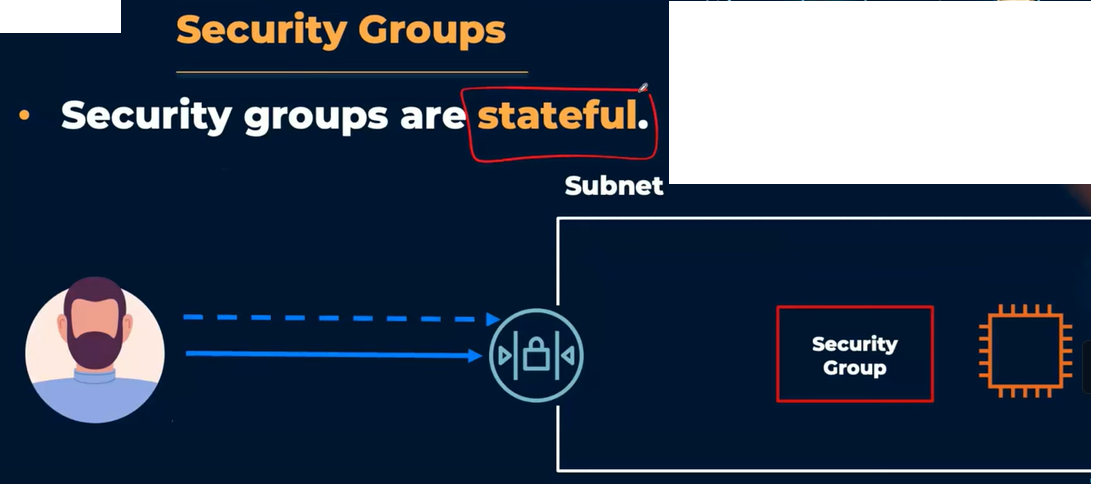 Security Groups
• Security groups are stateful.
Subnet
Security
Group